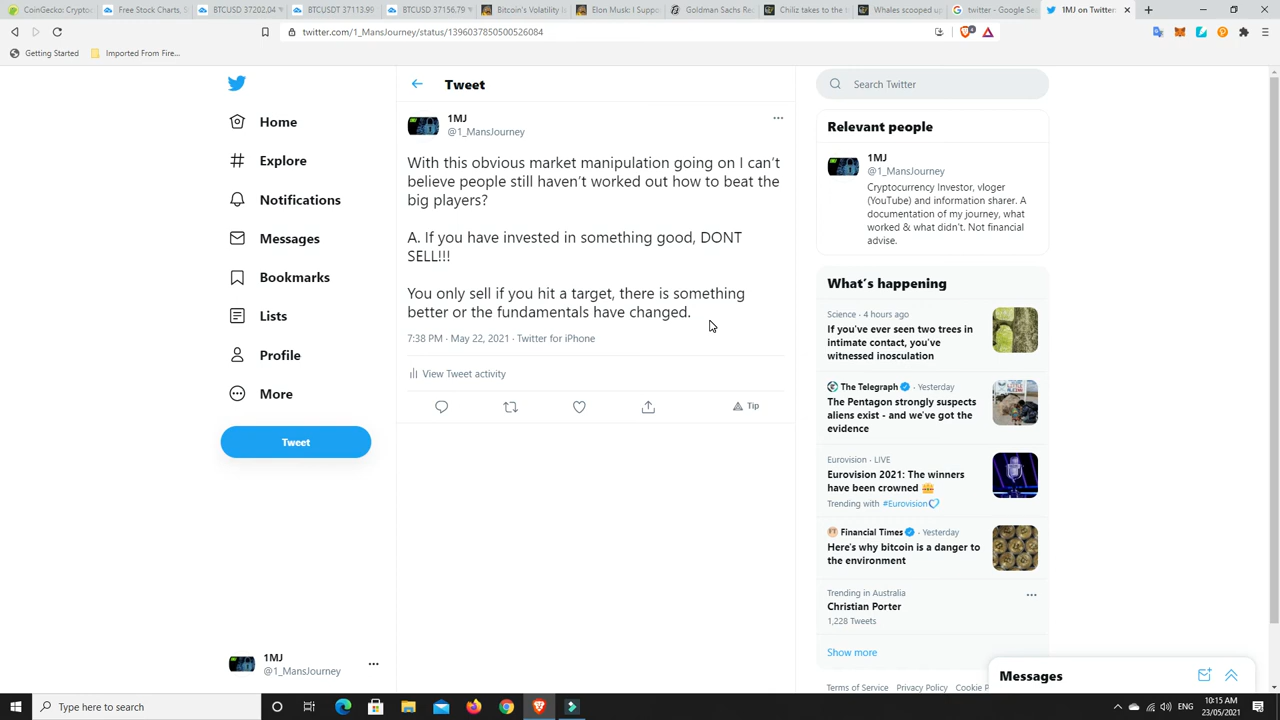 CoinGecko: Crypto
Free Stock Charts, S
BTCUSD 37202.04
BTCUSDT 37113.99
BTCUSD 37156.79
Bitcoin's Volatility I
Elon Musk: I Suppo
Goldman Sachs Rea
Chiliz takes to the
Whales scooped up
twitter - Google Se
1MJ on Twitter
twitter.com/1_MansJourney/status/1396037850500526084
Getting Started
Imported From Fire...
Home
Explore
Notifications
Messages
Bookmarks
Lists
Profile
More
Tweet
1MJ
@1_MansJourney
Tweet
1MJ
@1_MansJourney
With this obvious market manipulation going on I can't
believe people still haven't worked out how to beat the
big players?
A. If you have invested in something good, DONT
SELL!!!
You only sell if you hit a target, there is something
better or the fundamentals have changed.
7:38 PM · May 22, 2021 · Twitter for iPhone
View Tweet activity
Tip
Search Twitter
Relevant people
1MJ
@1_MansJourney
Cryptocurrency Investor, vloger
(YouTube) and information sharer. A
documentation of my journey, what
worked & what didn't. Not financial
advise.
What's happening
Science · 4 hours ago
If you've ever seen two trees in
intimate contact, you've
witnessed inosculation
The Telegraph · Yesterday
The Pentagon strongly suspects
aliens exist - and we've got the
evidence
Eurovision · LIVE
Eurovision 2021: The winners
have been crowned
Trending with #Eurovision
Financial Times · Yesterday
Here's why bitcoin is a danger to
the environment
Trending in Australia
Christian Porter
1,228 Tweets
Show more
Terms of Service Privacy Policy Cookie P
Messages
Type here to search
ENG
10:15 AM
23/05/2021